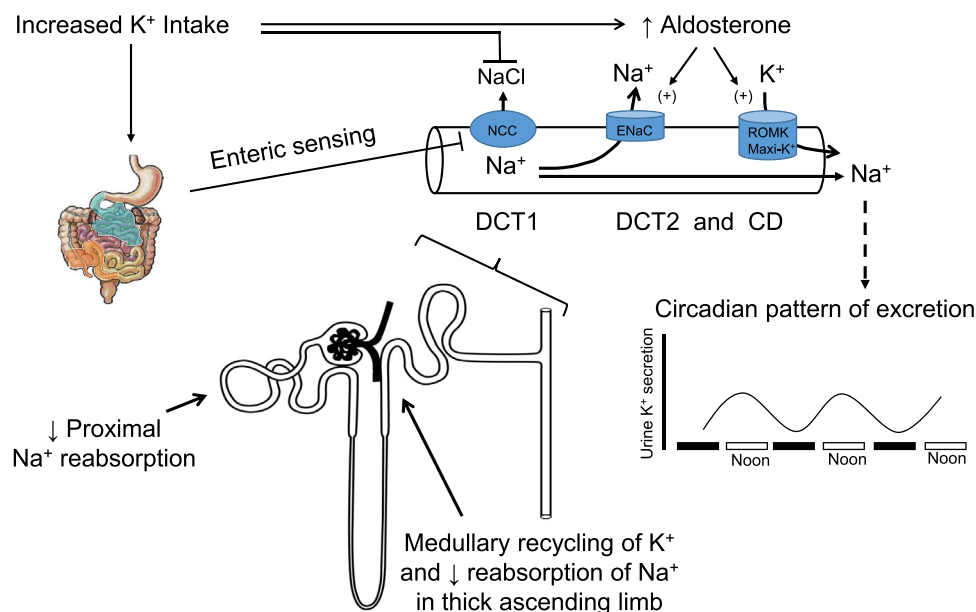 Increased K⁺ Intake
↑ Aldosterone
NaCl
Na⁺
K⁺
(+)
(+)
NCC
ENaC
ROMK
Maxi-K⁺
Enteric sensing
Na⁺
Na⁺
DCT1
DCT2 and CD
Circadian pattern of excretion
Urine K⁺ secretion
Noon
Noon
Noon
↓ Proximal
Na⁺ reabsorption
Medullary recycling of K⁺
and ↓ reabsorption of Na⁺
in thick ascending limb